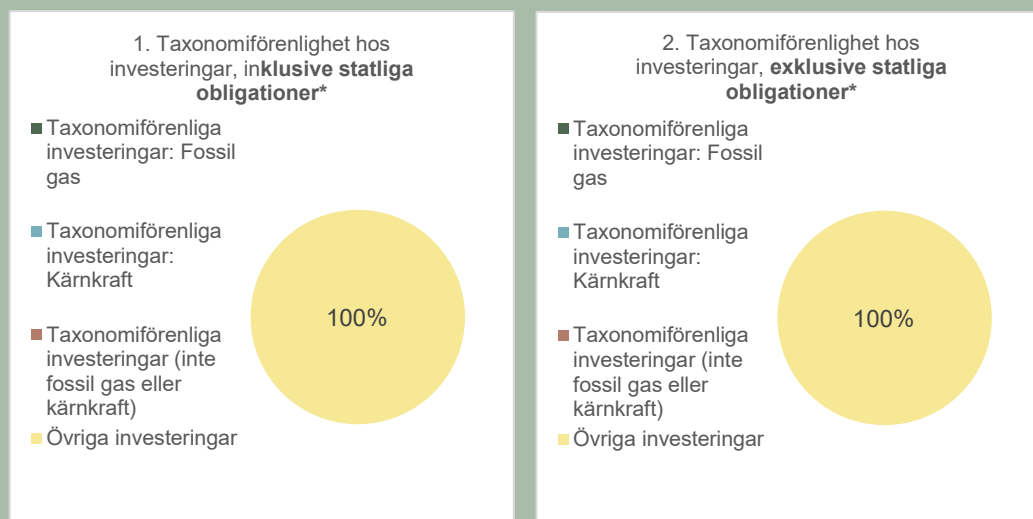 1. Taxonomiförenlighet hos
investeringar, inklusive statliga
obligationer*
Taxonomiförenliga
investeringar: Fossil
gas
Taxonomiförenliga
investeringar:
Kärnkraft
Taxonomiförenliga
investeringar (inte
fossil gas eller
kärnkraft)
Övriga investeringar
100%
2. Taxonomiförenlighet hos
investeringar, exklusive statliga
obligationer*
Taxonomiförenliga
investeringar: Fossil
gas
Taxonomiförenliga
investeringar:
Kärnkraft
Taxonomiförenliga
investeringar (inte
fossil gas eller
kärnkraft)
Övriga investeringar
100%